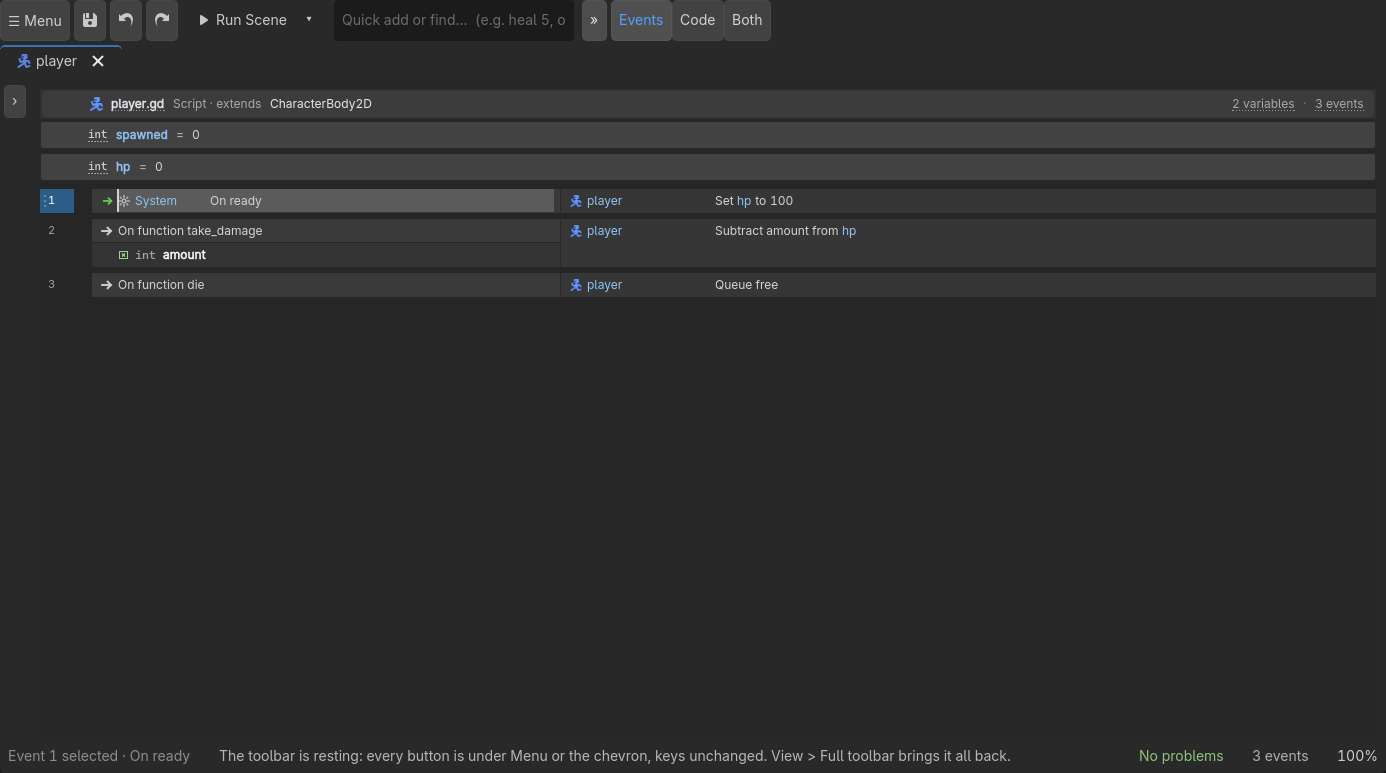 ☰ Menu Run Scene Quick add or find... (e.g. heal 5, o » Events Code Both
player
player.gd Script · extends CharacterBody2D 2 variables · 3 events
int spawned = 0
int hp = 0
1 System On ready player Set hp to 100
2 On function take_damage player Subtract amount from hp
int amount
3 On function die player Queue free
Event 1 selected · On ready The toolbar is resting: every button is under Menu or the chevron, keys unchanged. View > Full toolbar brings it all back. No problems 3 events 100%